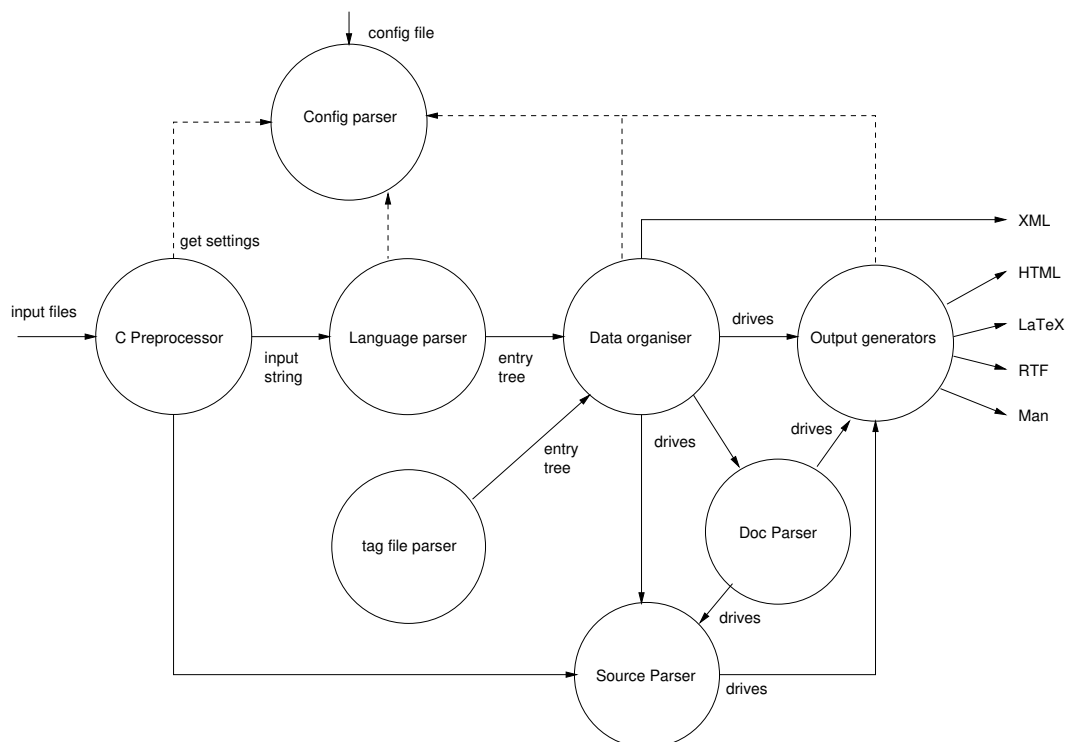 config file
Config parser
XML
get settings
HTML
input files
drives
LaTeX
C Preprocessor
Language parser
Data organiser
Output generators
input
string
entry
tree
RTF
Man
drives
drives
entry
tree
Doc Parser
tag file parser
drives
Source Parser
drives